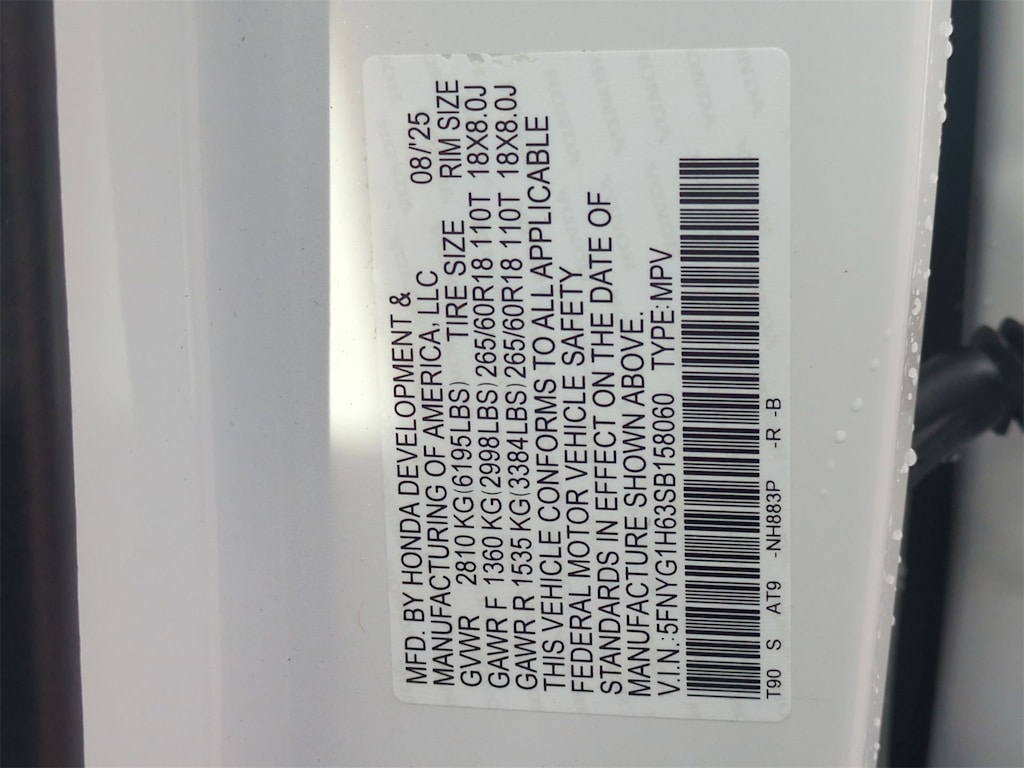 MFD. BY HONDA DEVELOPMENT & 08/'25
MANUFACTURING OF AMERICA, LLC RIM SIZE
GVWR 2810 KG(6195LBS) TIRE SIZE
GAWR F 1360 KG(2998LBS) 265/60R18 110T 18X8.0J
GAWR R 1535 KG(3384LBS) 265/60R18 110T 18X8.0J
THIS VEHICLE CONFORMS TO ALL APPLICABLE
FEDERAL MOTOR VEHICLE SAFETY
STANDARDS IN EFFECT ON THE DATE OF
MANUFACTURE SHOWN ABOVE.
V.I.N.: 5FNYG1H63SB158060 TYPE: MPV
T90 S AT9 -NH883P -R -B